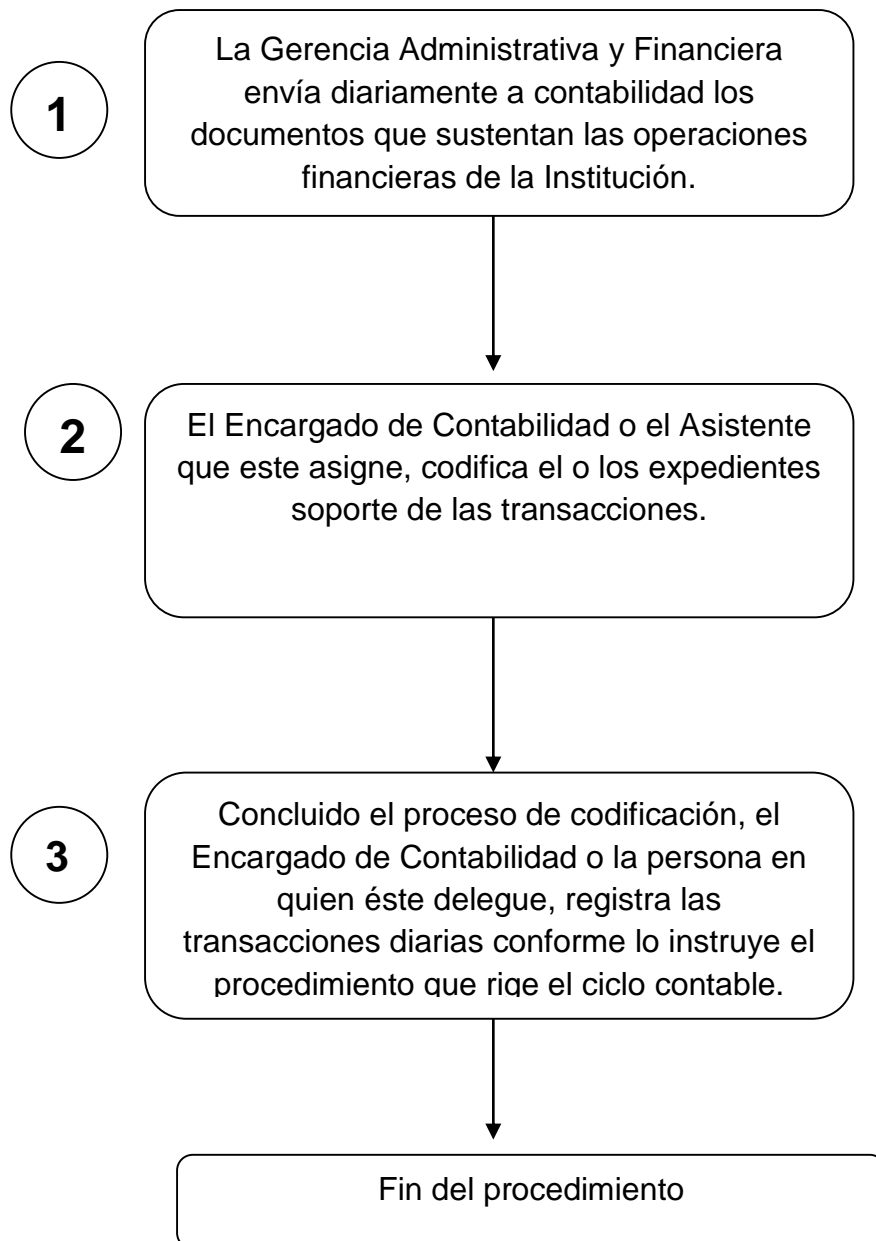 1
La Gerencia Administrativa y Financiera
envía diariamente a contabilidad los
documentos que sustentan las operaciones
financieras de la Institución.
2
El Encargado de Contabilidad o el Asistente
que este asigne, codifica el o los expedientes
soporte de las transacciones.
3
Concluido el proceso de codificación, el
Encargado de Contabilidad o la persona en
quien éste delegue, registra las
transacciones diarias conforme lo instruye el
procedimiento que rige el ciclo contable.
Fin del procedimiento